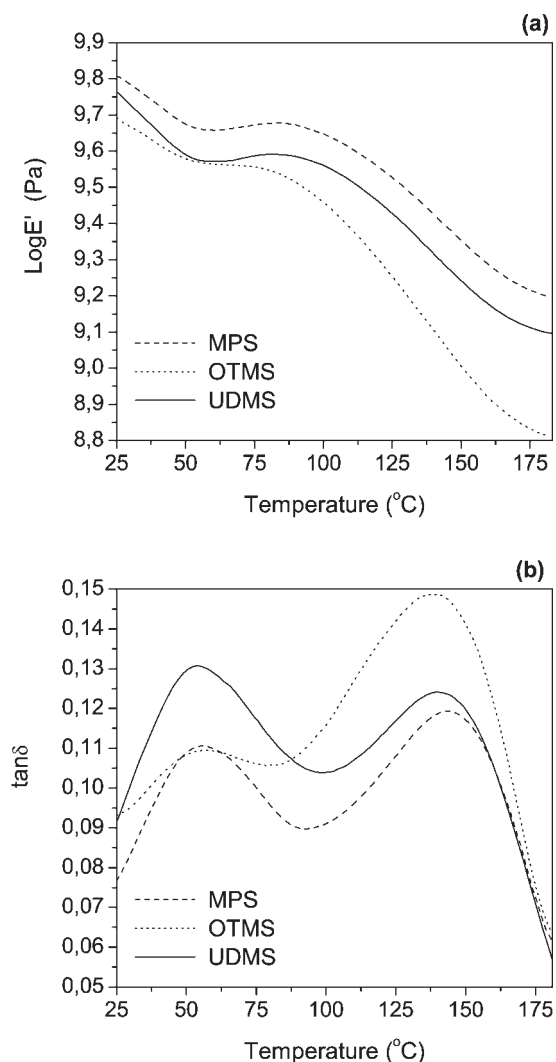 (a)
9,9
9,8
9,7
9,6
9,5
9,4
9,3
9,2
9,1
9,0
8,9
8,8
LogE' (Pa)
MPS
OTMS
UDMS
25 50 75 100 125 150 175
Temperature (°C)
(b)
0,15
0,14
0,13
0,12
0,11
0,10
0,09
0,08
0,07
0,06
0,05
tanδ
MPS
OTMS
UDMS
25 50 75 100 125 150 175
Temperature (°C)